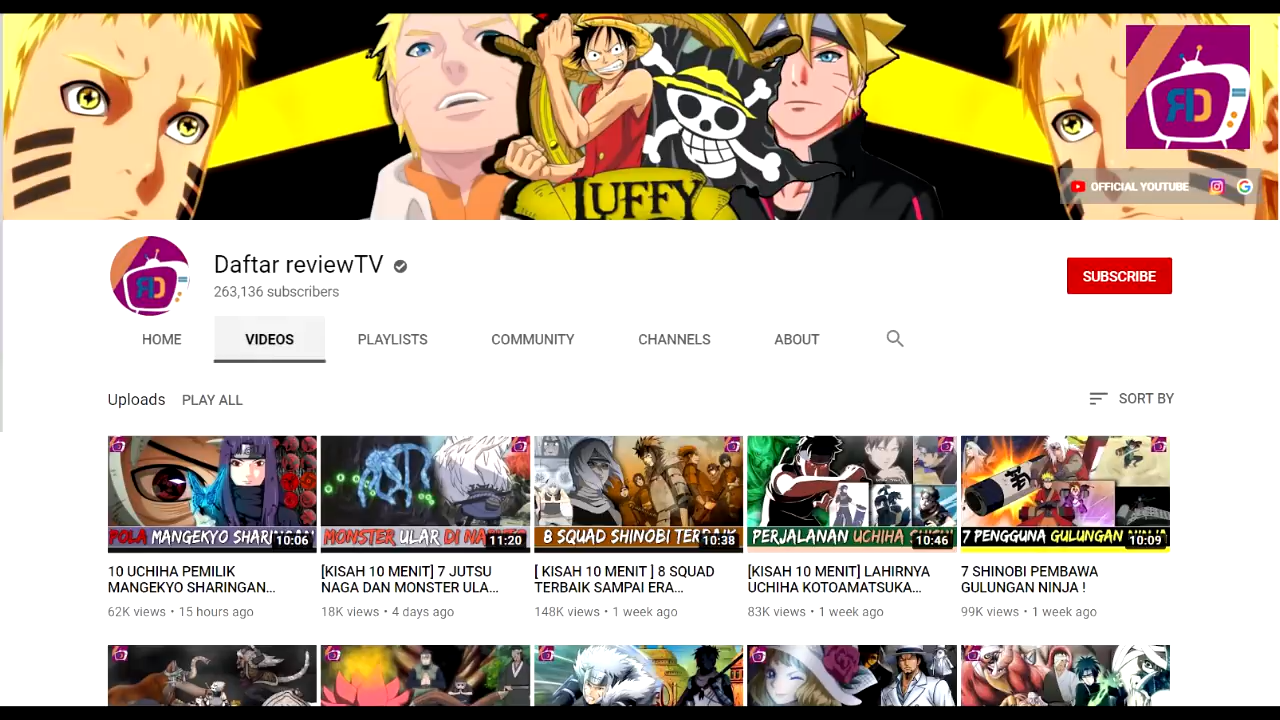 LUFFY
RD
OFFICIAL YOUTUBE
Daftar reviewTV
263,136 subscribers
SUBSCRIBE
HOME
VIDEOS
PLAYLISTS
COMMUNITY
CHANNELS
ABOUT
Uploads
PLAY ALL
SORT BY
POLA MANGEKYO
10:06
MONSTER ULAR DI
11:20
8 SQUAD SHINOBI
10:38
PERJALANAN UCHIHA
10:46
7 PENGGUNA GULUNGAN
10:09
10 UCHIHA PEMILIK
MANGEKYO SHARINGAN...
62K views • 15 hours ago
[KISAH 10 MENIT] 7 JUTSU
NAGA DAN MONSTER ULA...
18K views • 4 days ago
[ KISAH 10 MENIT ] 8 SQUAD
TERBAIK SAMPAI ERA...
148K views • 1 week ago
[KISAH 10 MENIT] LAHIRNYA
UCHIHA KOTOAMATSUKA...
83K views • 1 week ago
7 SHINOBI PEMBAWA
GULUNGAN NINJA !
99K views • 1 week ago